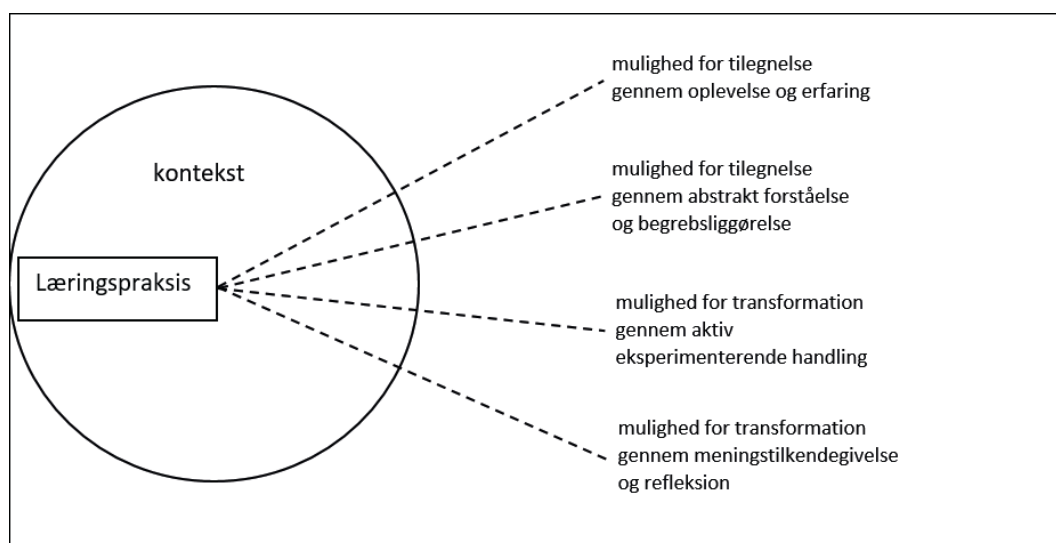 mulighed for tilegnelse
gennem oplevelse og erfaring
kontekst
mulighed for tilegnelse
gennem abstrakt forståelse
og begrebsliggørelse
Læringspraksis
mulighed for transformation
gennem aktiv
eksperimenterende handling
mulighed for transformation
gennem meningstilkendegivelse
og refleksion